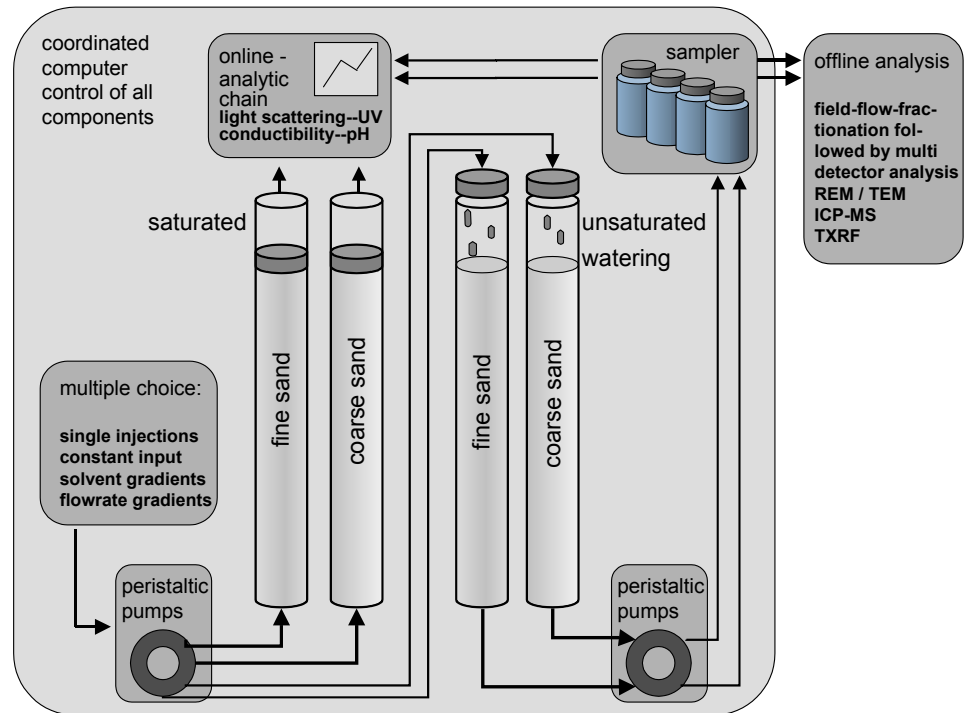 coordinated
computer
control of all
components
online -
analytic
chain
light scattering--UV
conductibility--pH
sampler
offline analysis
field-flow-frac-
tionation fol-
lowed by multi
detector analysis
REM / TEM
ICP-MS
TXRF
saturated
unsaturated
watering
fine sand
coarse sand
fine sand
coarse sand
multiple choice:
single injections
constant input
solvent gradients
flowrate gradients
peristaltic
pumps
peristaltic
pumps